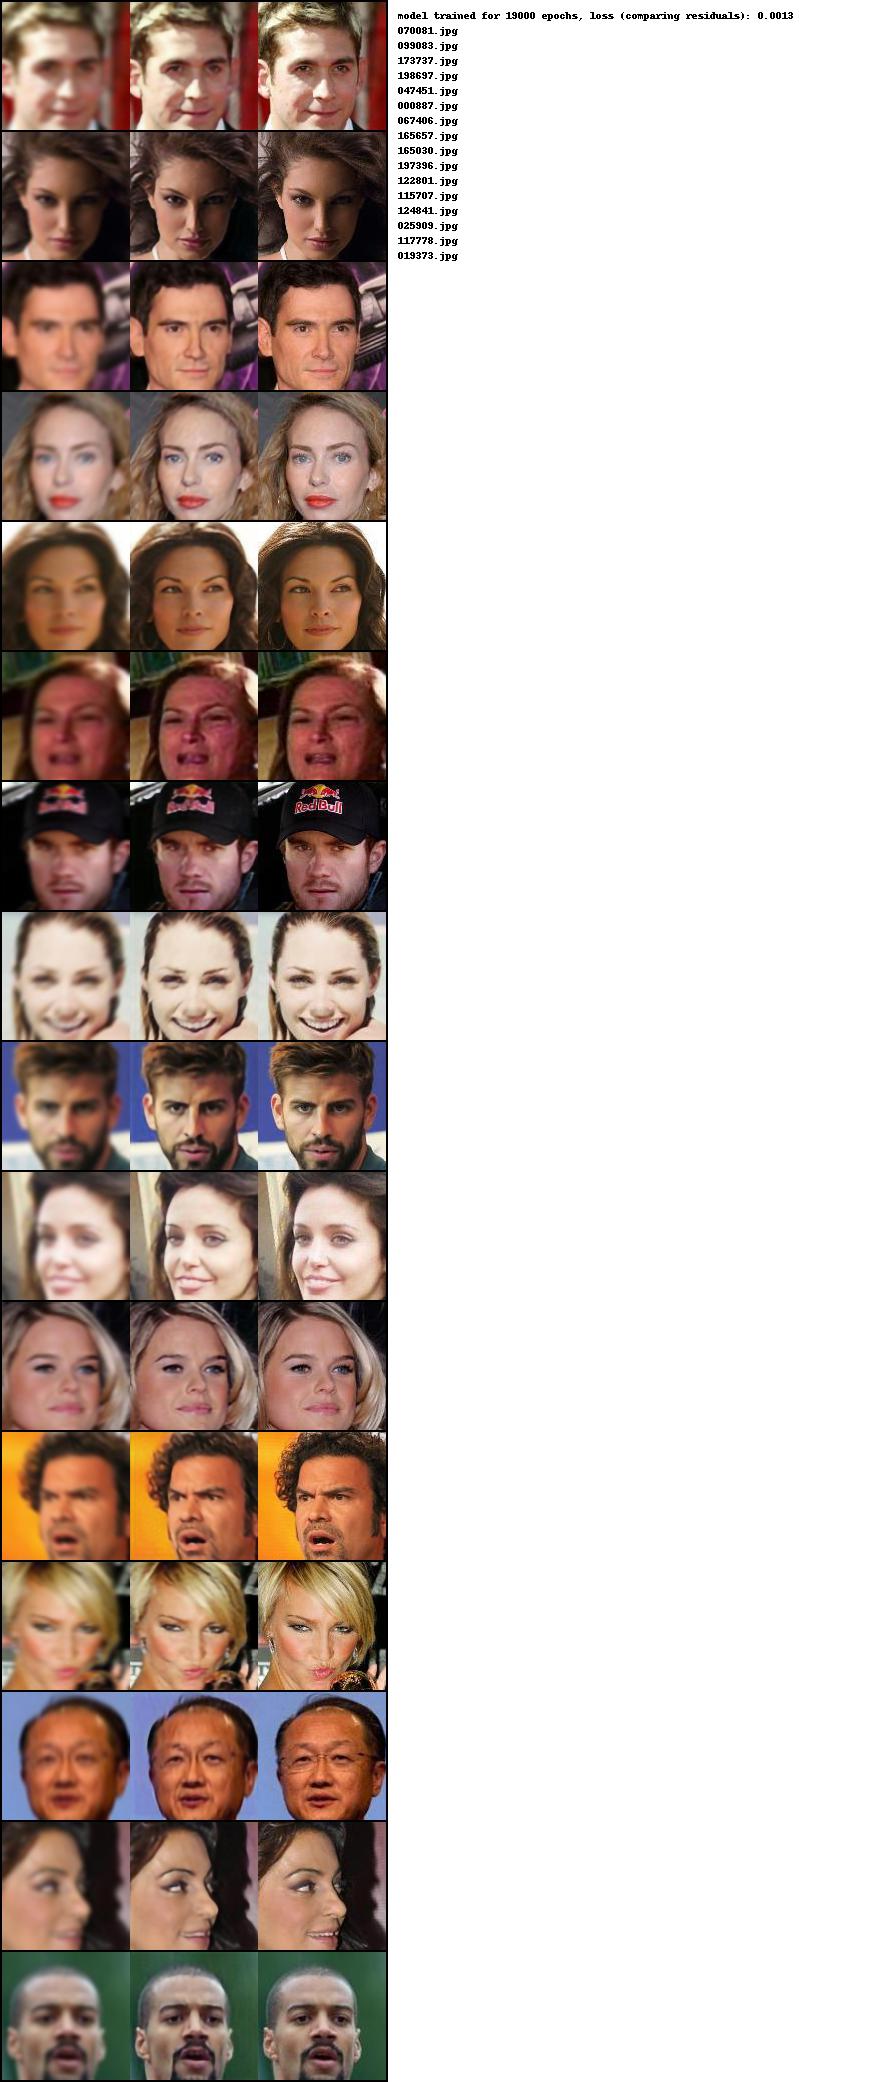 model trained for 19000 epochs, loss (comparing residuals): 0.0013
070081.jpg
099083.jpg
173737.jpg
198697.jpg
047451.jpg
000887.jpg
067406.jpg
165657.jpg
165030.jpg
197396.jpg
122801.jpg
115707.jpg
124841.jpg
025909.jpg
117778.jpg
019373.jpg
Red Bull